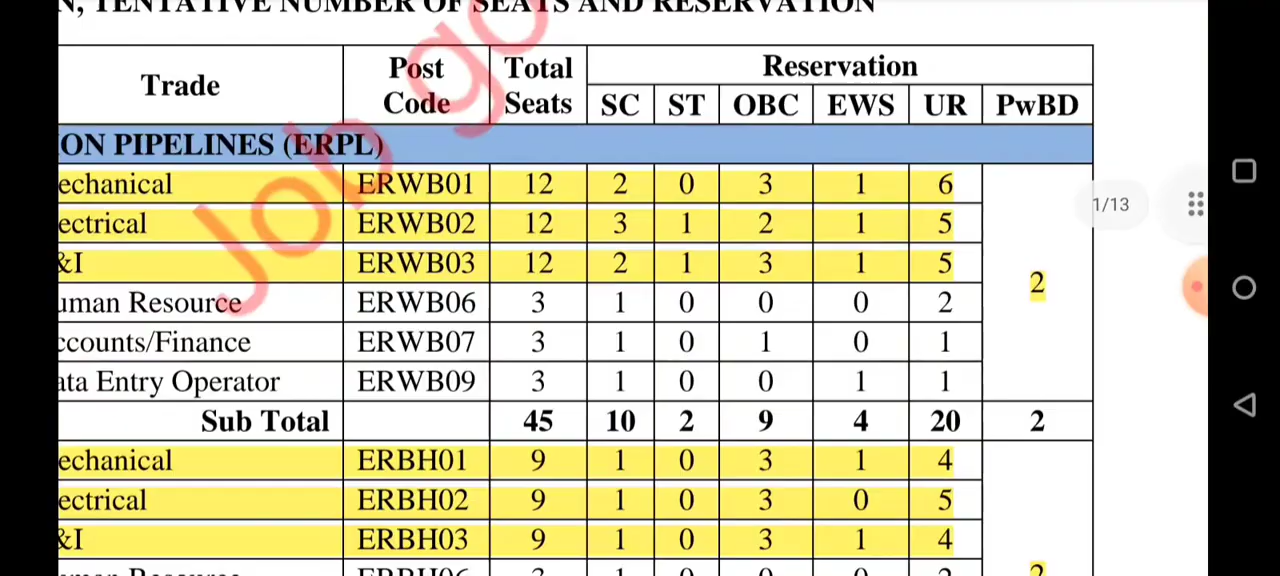 N, TENTATIVE NUMBER OF SEATS AND RESERVATION
Trade Post Code Total Seats Reservation
SC ST OBC EWS UR PwBD
ON PIPELINES (ERPL)
echanical ERWB01 12 2 0 3 1 6
ectrical ERWB02 12 3 1 2 1 5
&I ERWB03 12 2 1 3 1 5
2
uman Resource ERWB06 3 1 0 0 0 2
ccounts/Finance ERWB07 3 1 0 1 0 1
ata Entry Operator ERWB09 3 1 0 0 1 1
Sub Total 45 10 2 9 4 20 2
echanical ERBH01 9 1 0 3 1 4
ectrical ERBH02 9 1 0 3 0 5
&I ERBH03 9 1 0 3 1 4
Job go
1/13